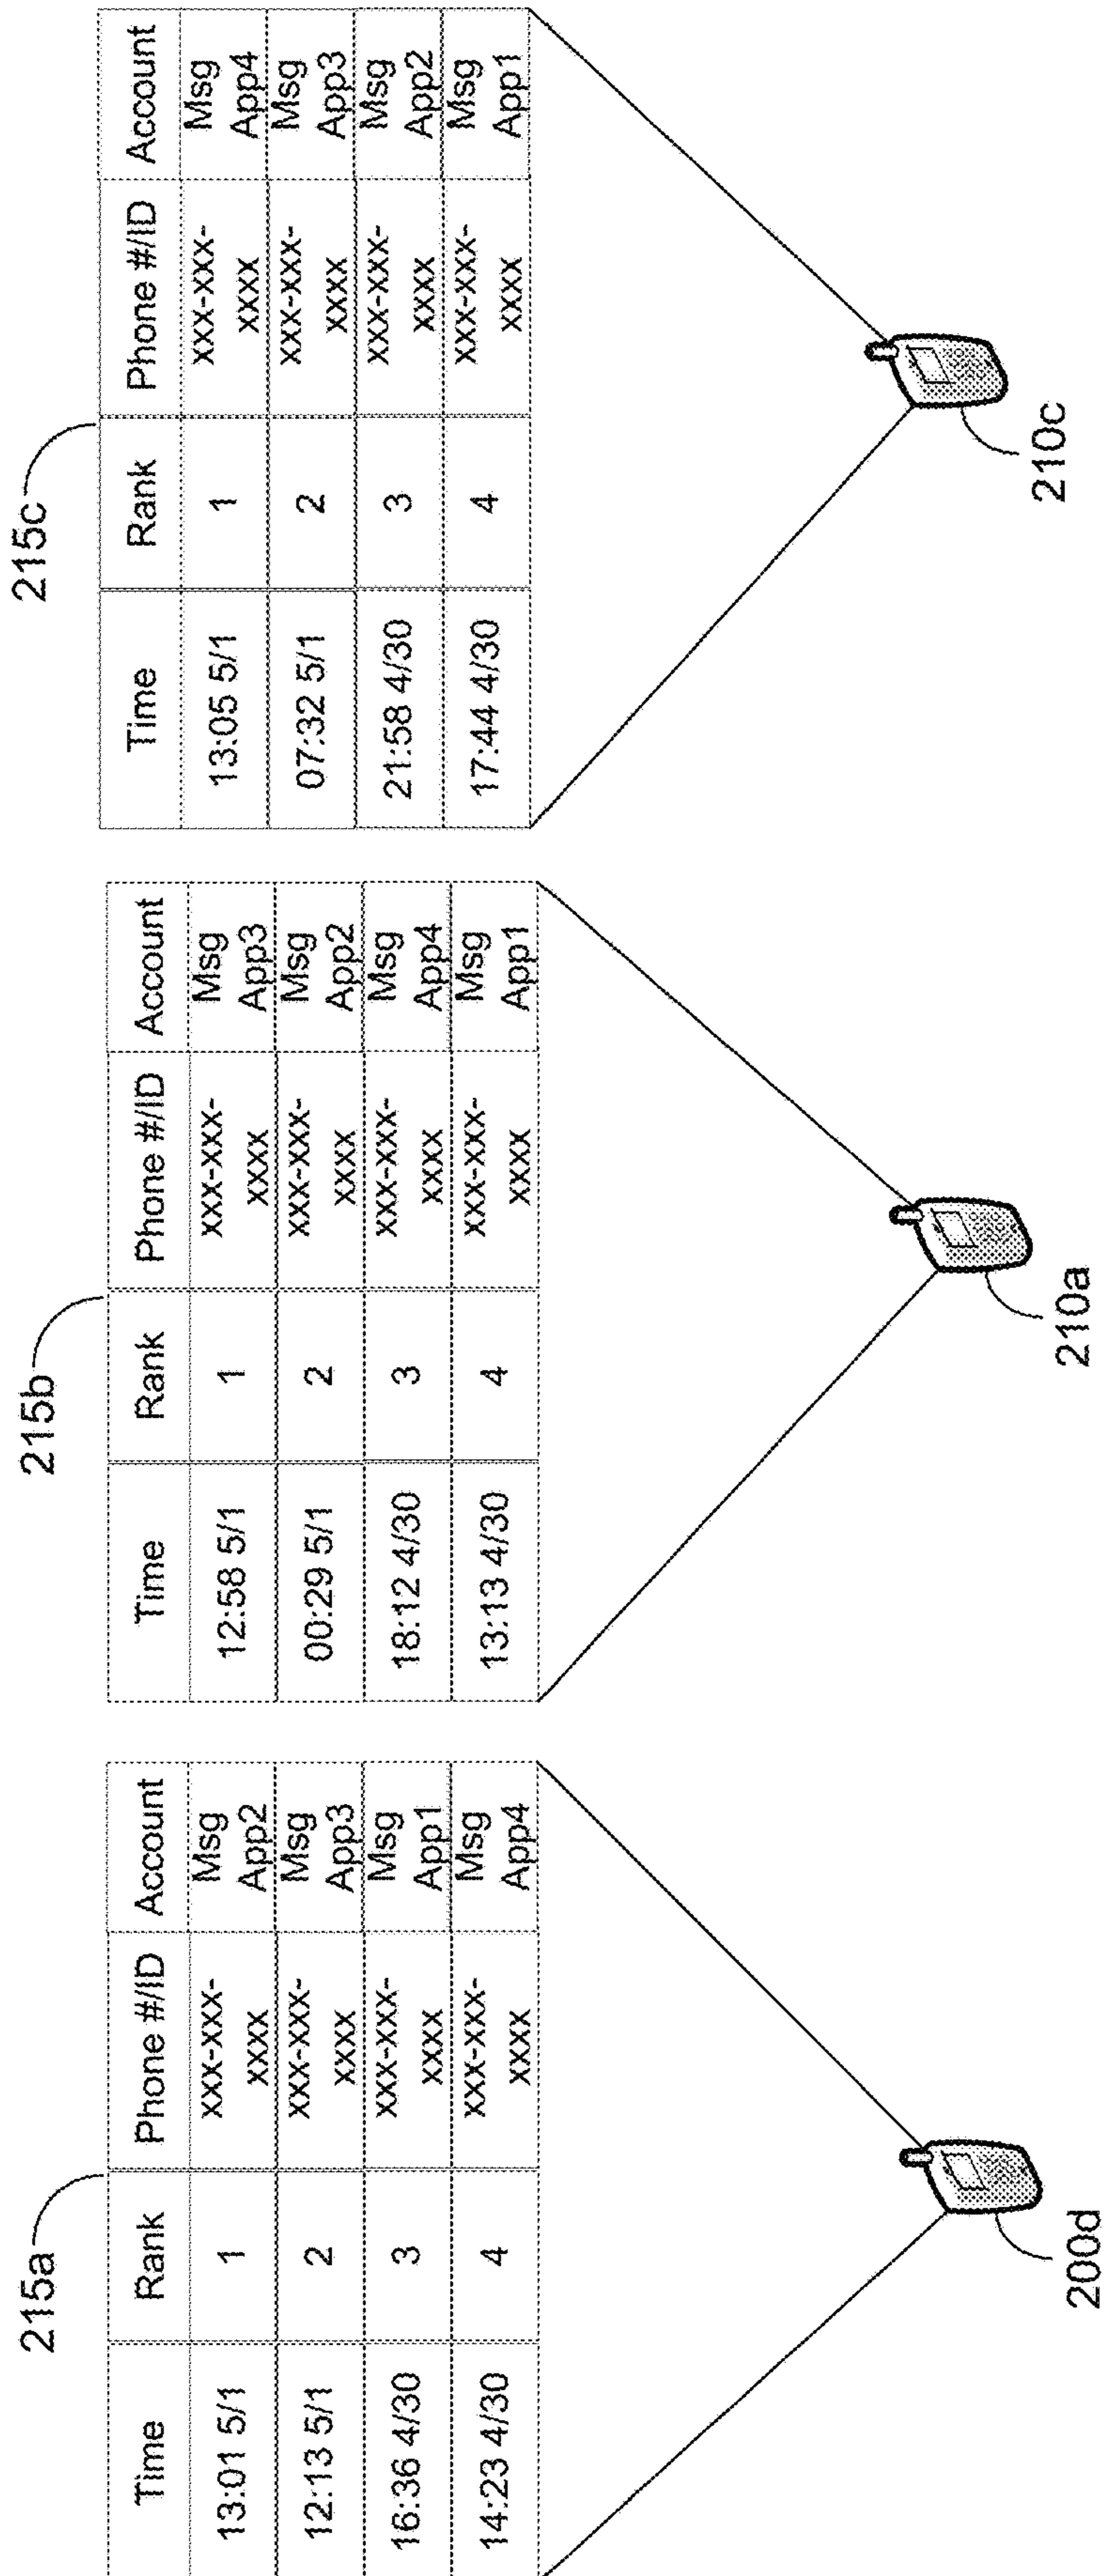 215a
Time Rank Phone #/ID Account
13:01 5/1 1 xxx-xxx- Msg
xxxx App2
12:13 5/1 2 xxx-xxx- Msg
xxxx App3
16:36 4/30 3 xxx-xxx- Msg
xxxx App1
14:23 4/30 4 xxx-xxx- Msg
xxxx App4
200d
215b
Time Rank Phone #/ID Account
12:58 5/1 1 xxx-xxx- Msg
xxxx App3
00:29 5/1 2 xxx-xxx- Msg
xxxx App2
18:12 4/30 3 xxx-xxx- Msg
xxxx App4
13:13 4/30 4 xxx-xxx- Msg
xxxx App1
210a
215c
Time Rank Phone #/ID Account
13:05 5/1 1 xxx-xxx- Msg
xxxx App4
07:32 5/1 2 xxx-xxx- Msg
xxxx App3
21:58 4/30 3 xxx-xxx- Msg
xxxx App2
17:44 4/30 4 xxx-xxx- Msg
xxxx App1
210c